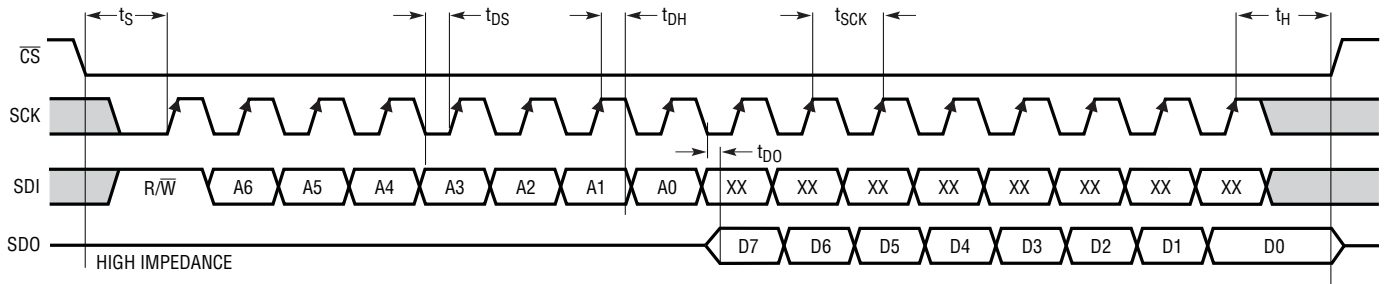 tS tDS tDH tSCK tH
CS
SCK
tDO
SDI R/W A6 A5 A4 A3 A2 A1 A0 XX XX XX XX XX XX XX XX
SDO D7 D6 D5 D4 D3 D2 D1 D0
HIGH IMPEDANCE